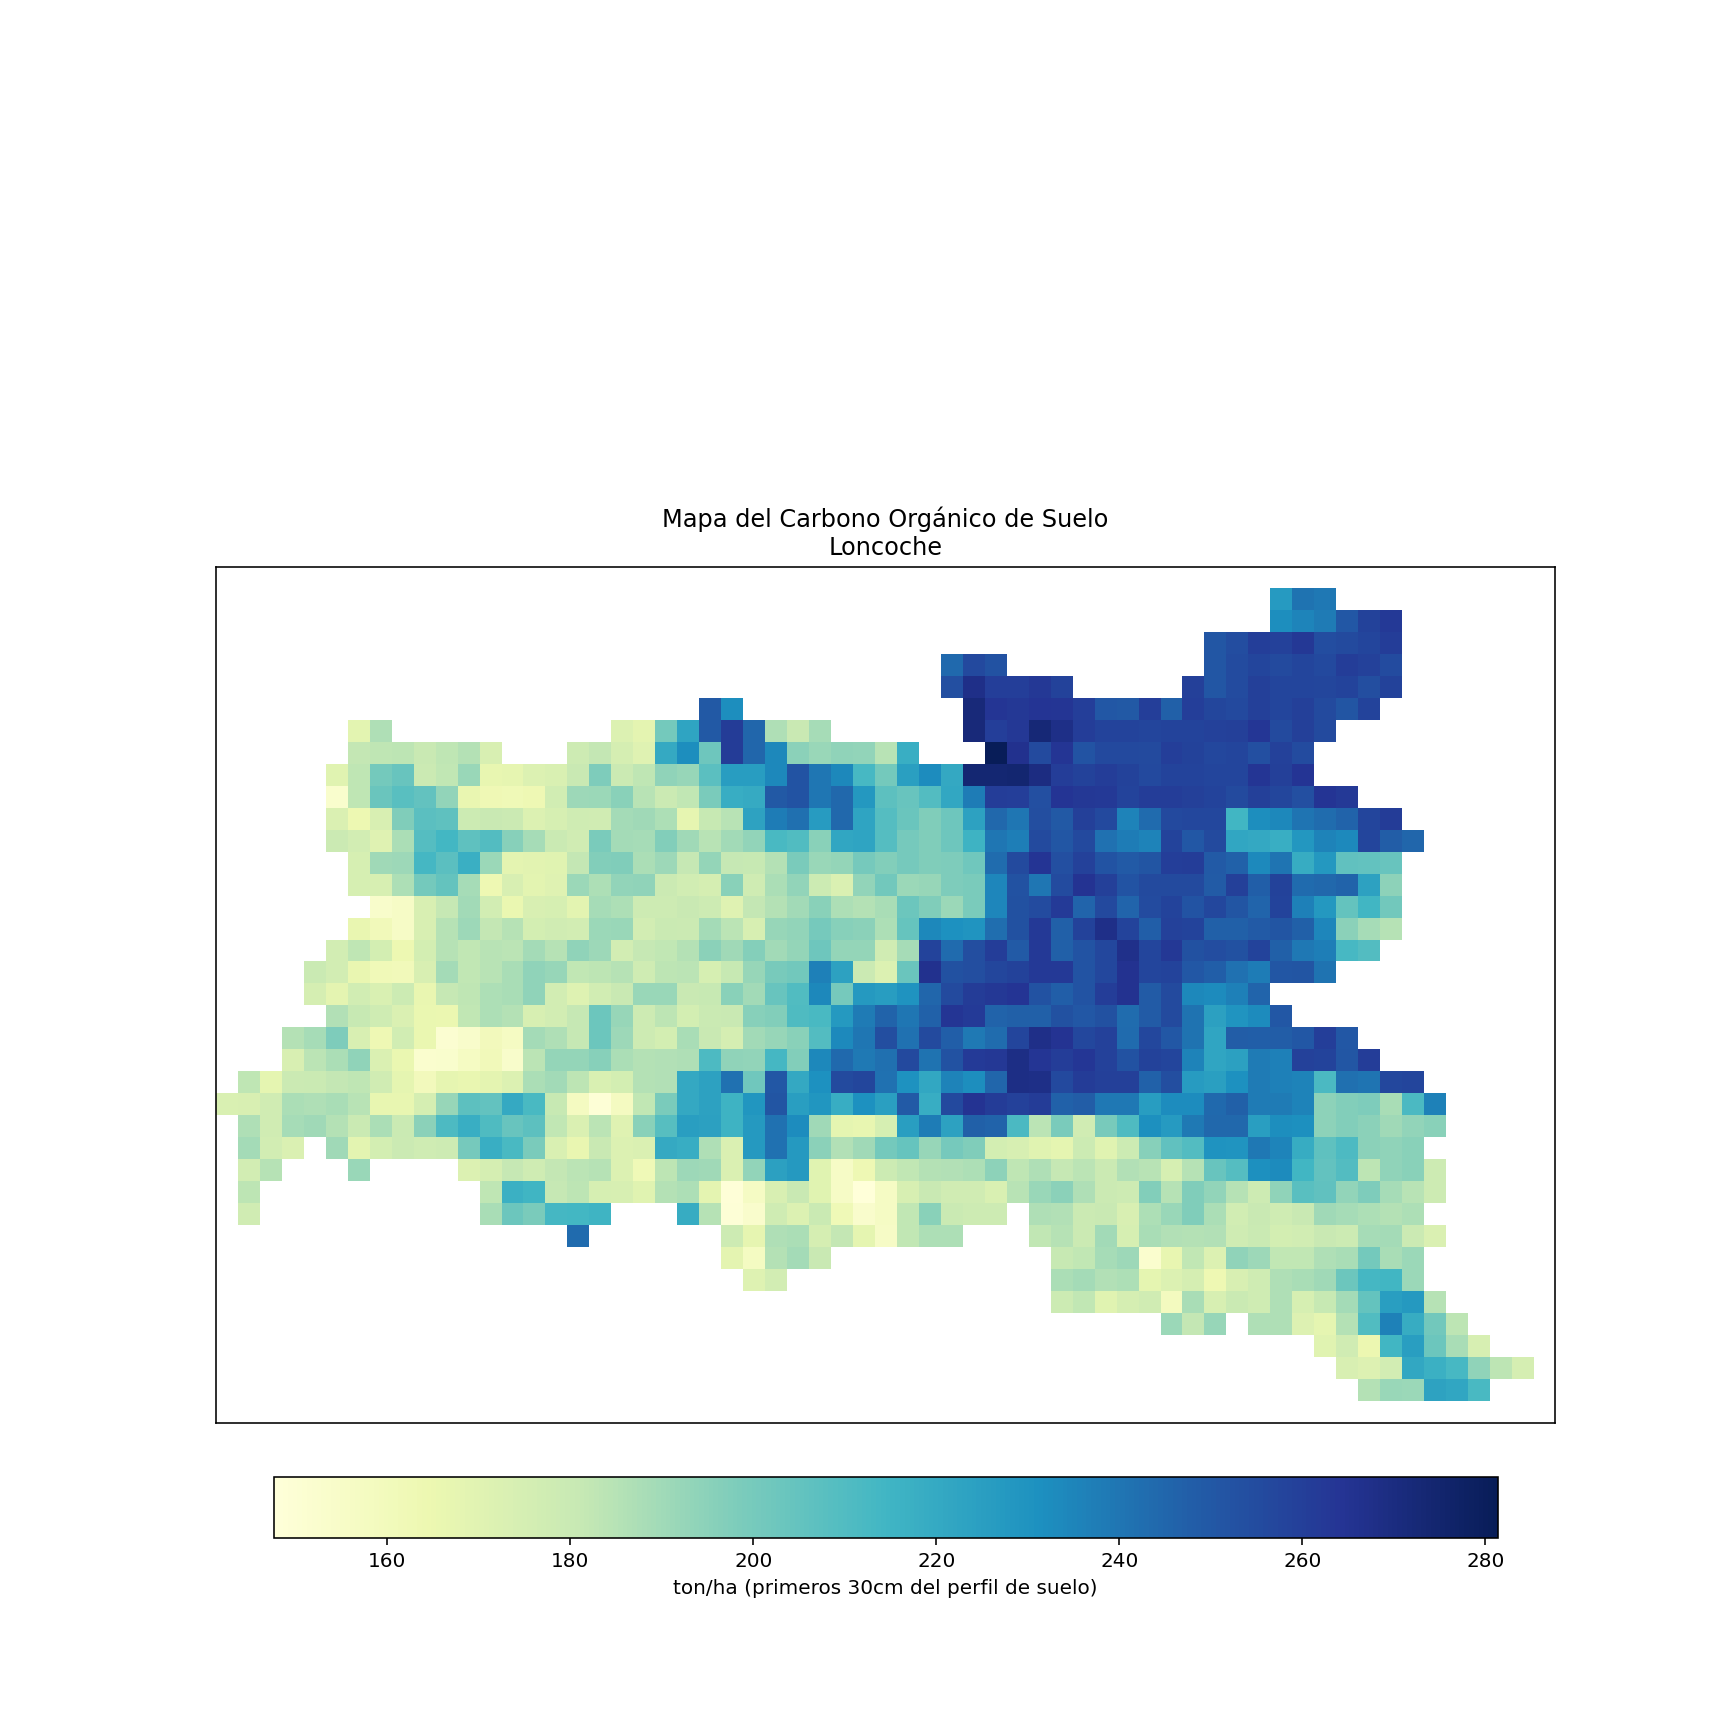 Mapa del Carbono Orgánico de Suelo
Loncoche
160 180 200 220 240 260 280
ton/ha (primeros 30cm del perfil de suelo)